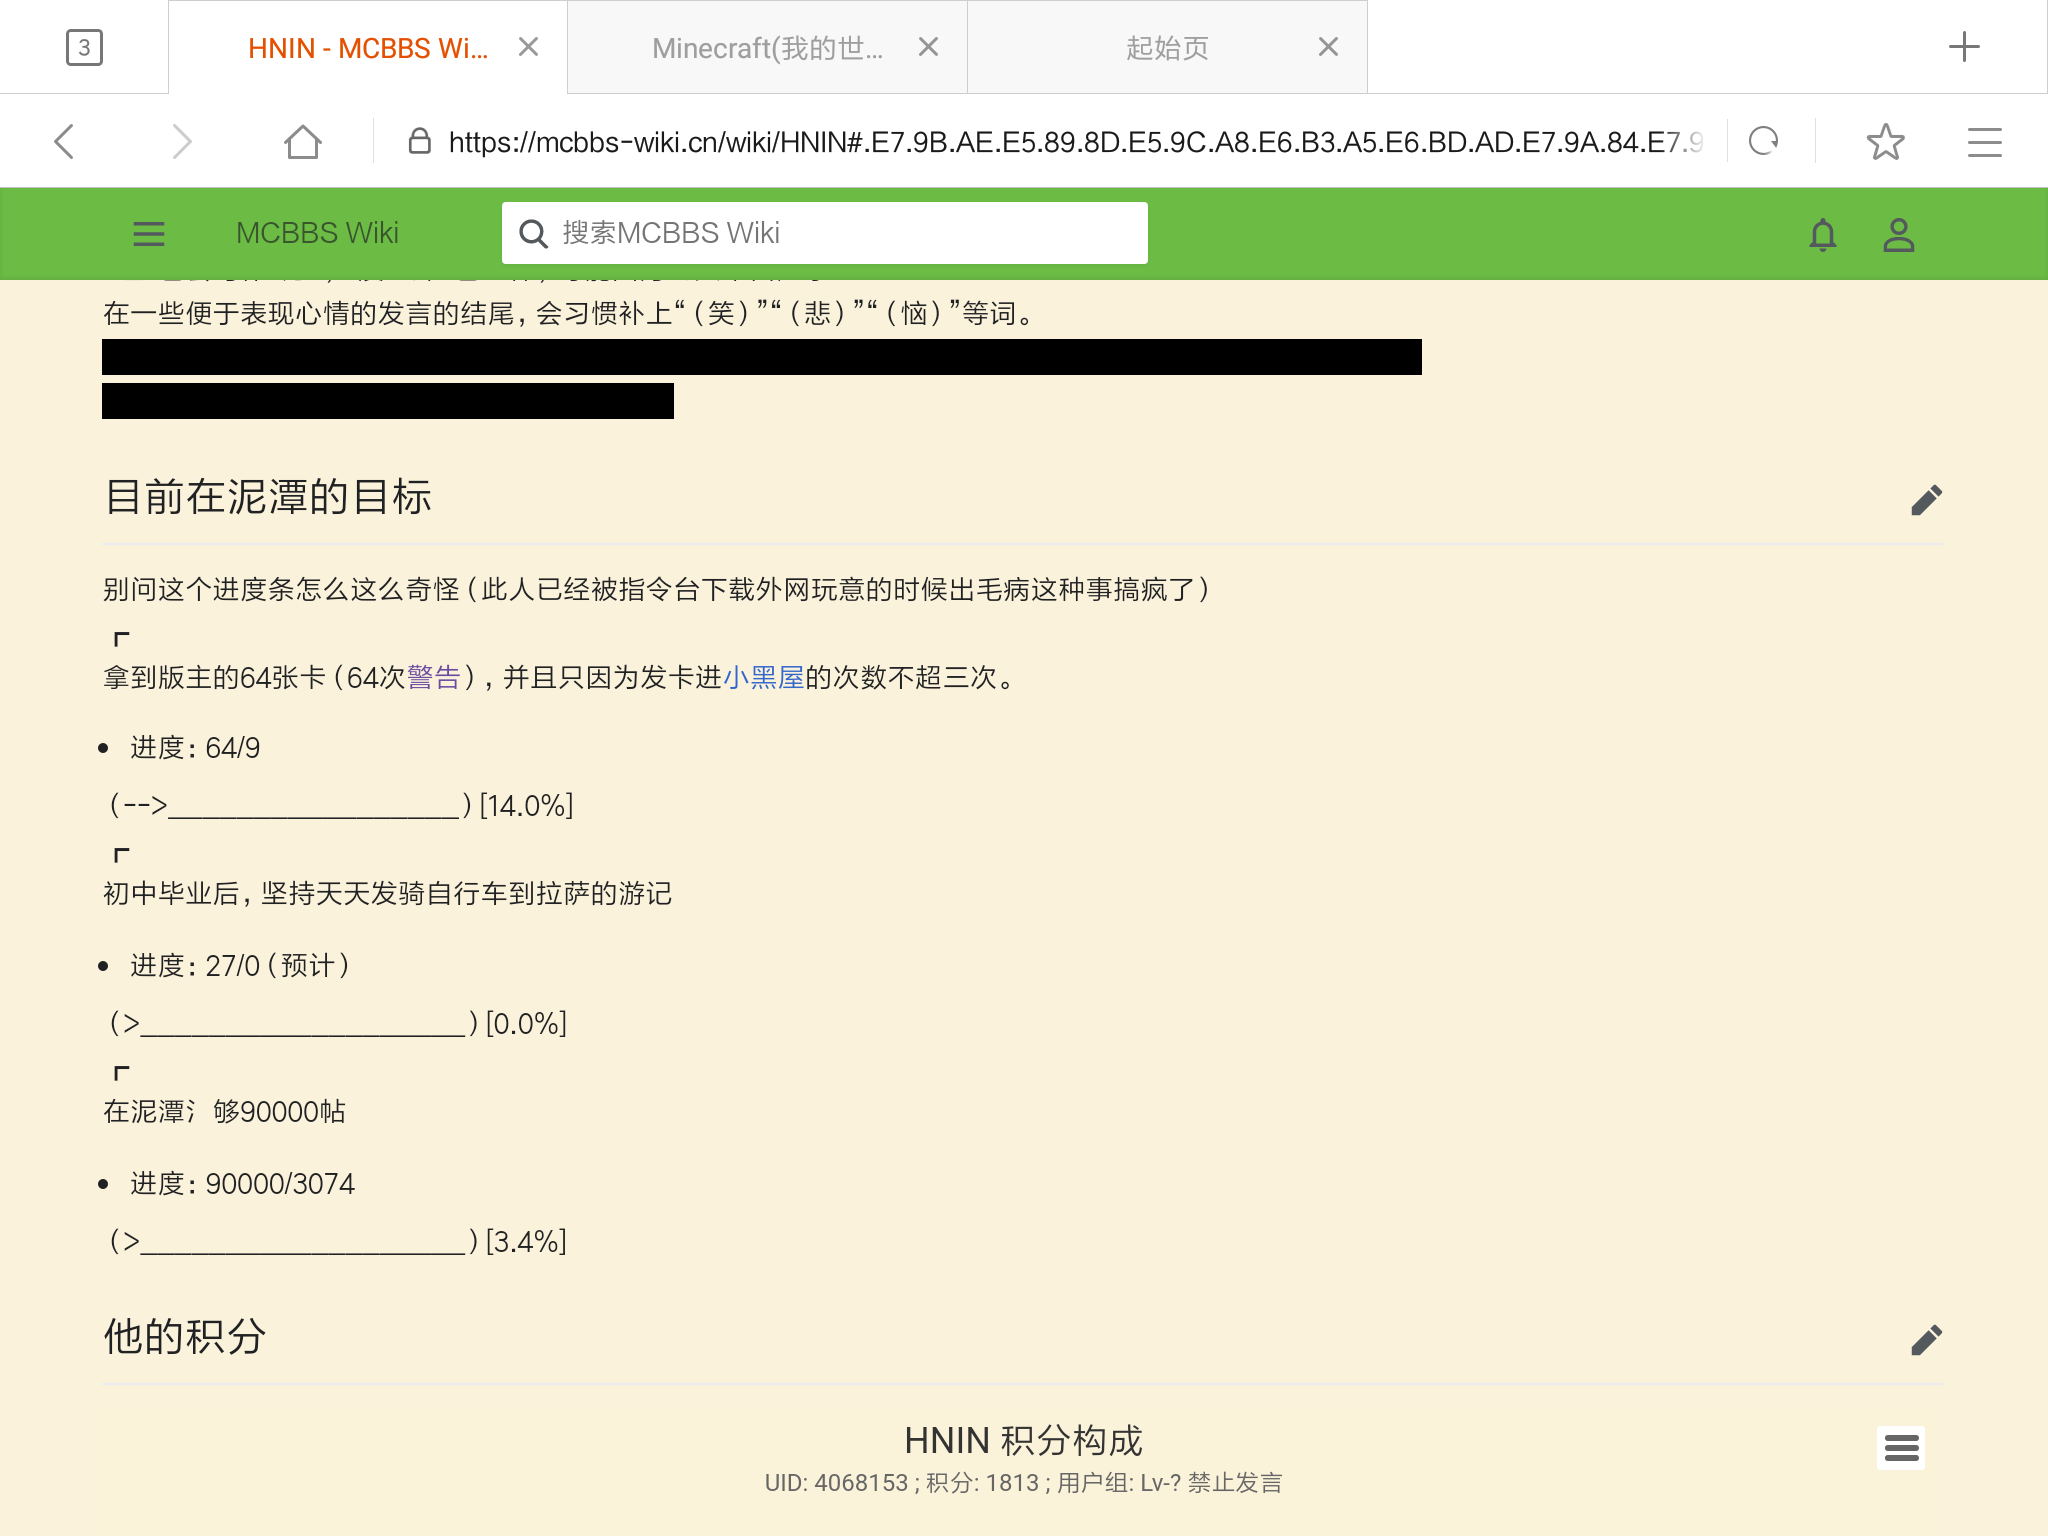 3
HNIN - MCBBS Wi...
Minecraft(我的世...
起始页
https://mcbbs-wiki.cn/wiki/HNIN#.E7.9B.AE.E5.89.8D.E5.9C.A8.E6.B3.A5.E6.BD.AD.E7.9A.84.E7.9
MCBBS Wiki
搜索MCBBS Wiki
在一些便于表现心情的发言的结尾，会习惯补上“（笑）”“（悲）”“（恼）”等词。
目前在泥潭的目标
别问这个进度条怎么这么奇怪（此人已经被指令台下载外网玩意的时候出毛病这种事搞疯了）
┏
拿到版主的64张卡（64次警告），并且只因为发卡进小黑屋的次数不超三次。
• 进度：64/9
（-->_____________________）[14.0%]
┏
初中毕业后，坚持天天发骑自行车到拉萨的游记
• 进度：27/0（预计）
（>_______________________）[0.0%]
┏
在泥潭氵够90000帖
• 进度：90000/3074
（>_______________________）[3.4%]
他的积分
HNIN 积分构成
UID: 4068153 ; 积分: 1813 ; 用户组: Lv-? 禁止发言